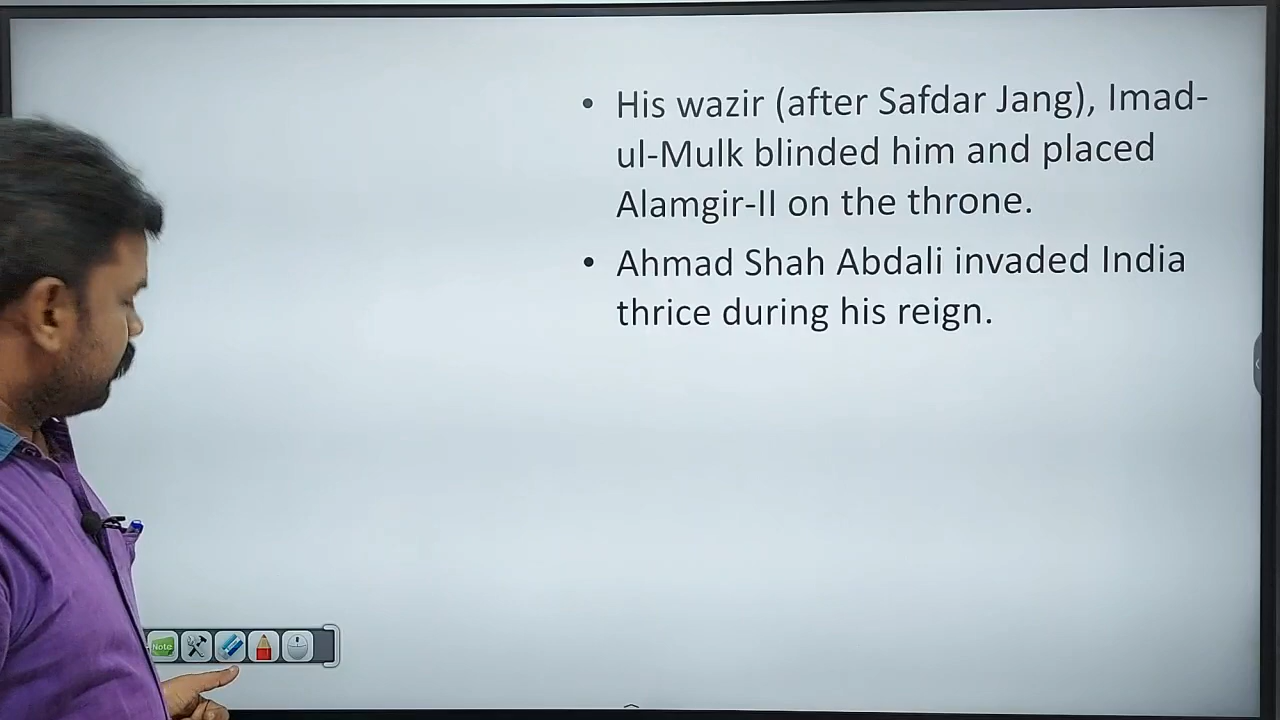 • His wazir (after Safdar Jang), Imad-
ul-Mulk blinded him and placed
Alamgir-II on the throne.
• Ahmad Shah Abdali invaded India
thrice during his reign.
Note